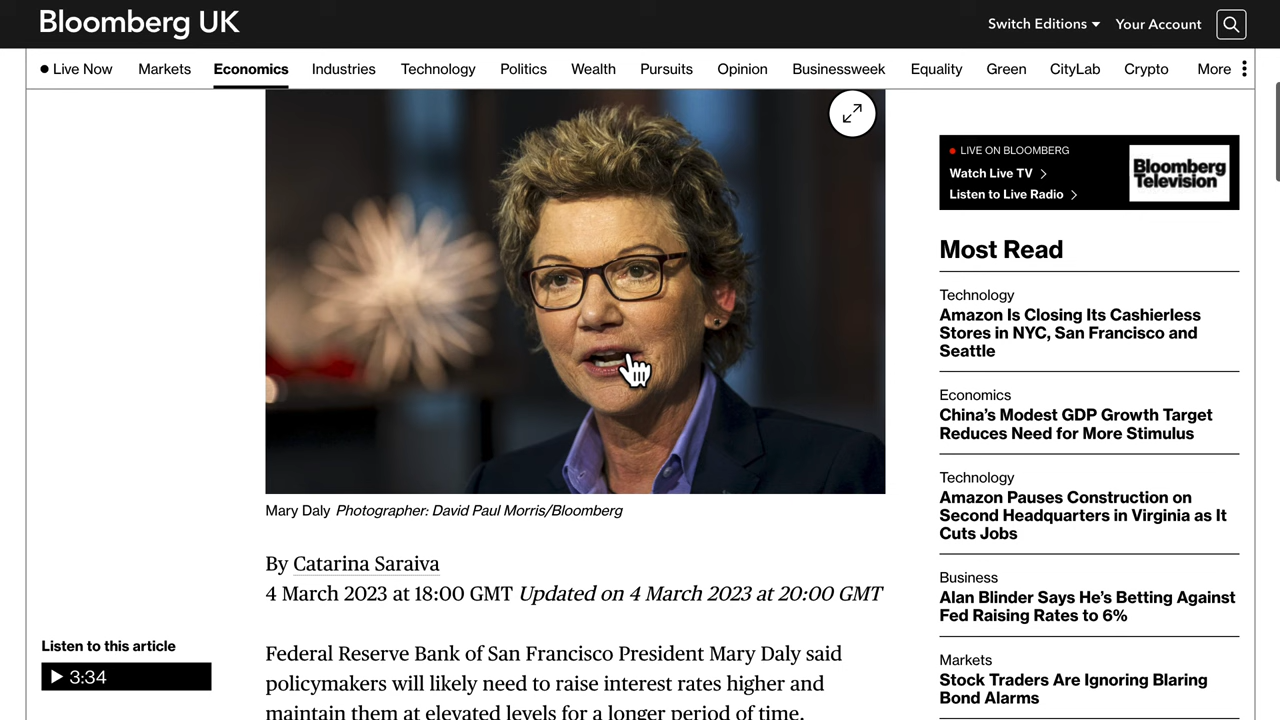 Bloomberg UK
Switch Editions
Your Account
Live Now
Markets
Economics
Industries
Technology
Politics
Wealth
Pursuits
Opinion
Businessweek
Equality
Green
CityLab
Crypto
More
LIVE ON BLOOMBERG
Watch Live TV
Listen to Live Radio
Bloomberg
Television
Most Read
Technology
Amazon Is Closing Its Cashierless
Stores in NYC, San Francisco and
Seattle
Economics
China's Modest GDP Growth Target
Reduces Need for More Stimulus
Technology
Amazon Pauses Construction on
Second Headquarters in Virginia as It
Cuts Jobs
Business
Alan Blinder Says He's Betting Against
Fed Raising Rates to 6%
Markets
Stock Traders Are Ignoring Blaring
Bond Alarms
Mary Daly Photographer: David Paul Morris/Bloomberg
By Catarina Saraiva
4 March 2023 at 18:00 GMT Updated on 4 March 2023 at 20:00 GMT
Listen to this article
3:34
Federal Reserve Bank of San Francisco President Mary Daly said
policymakers will likely need to raise interest rates higher and
maintain them at elevated levels for a longer period of time.